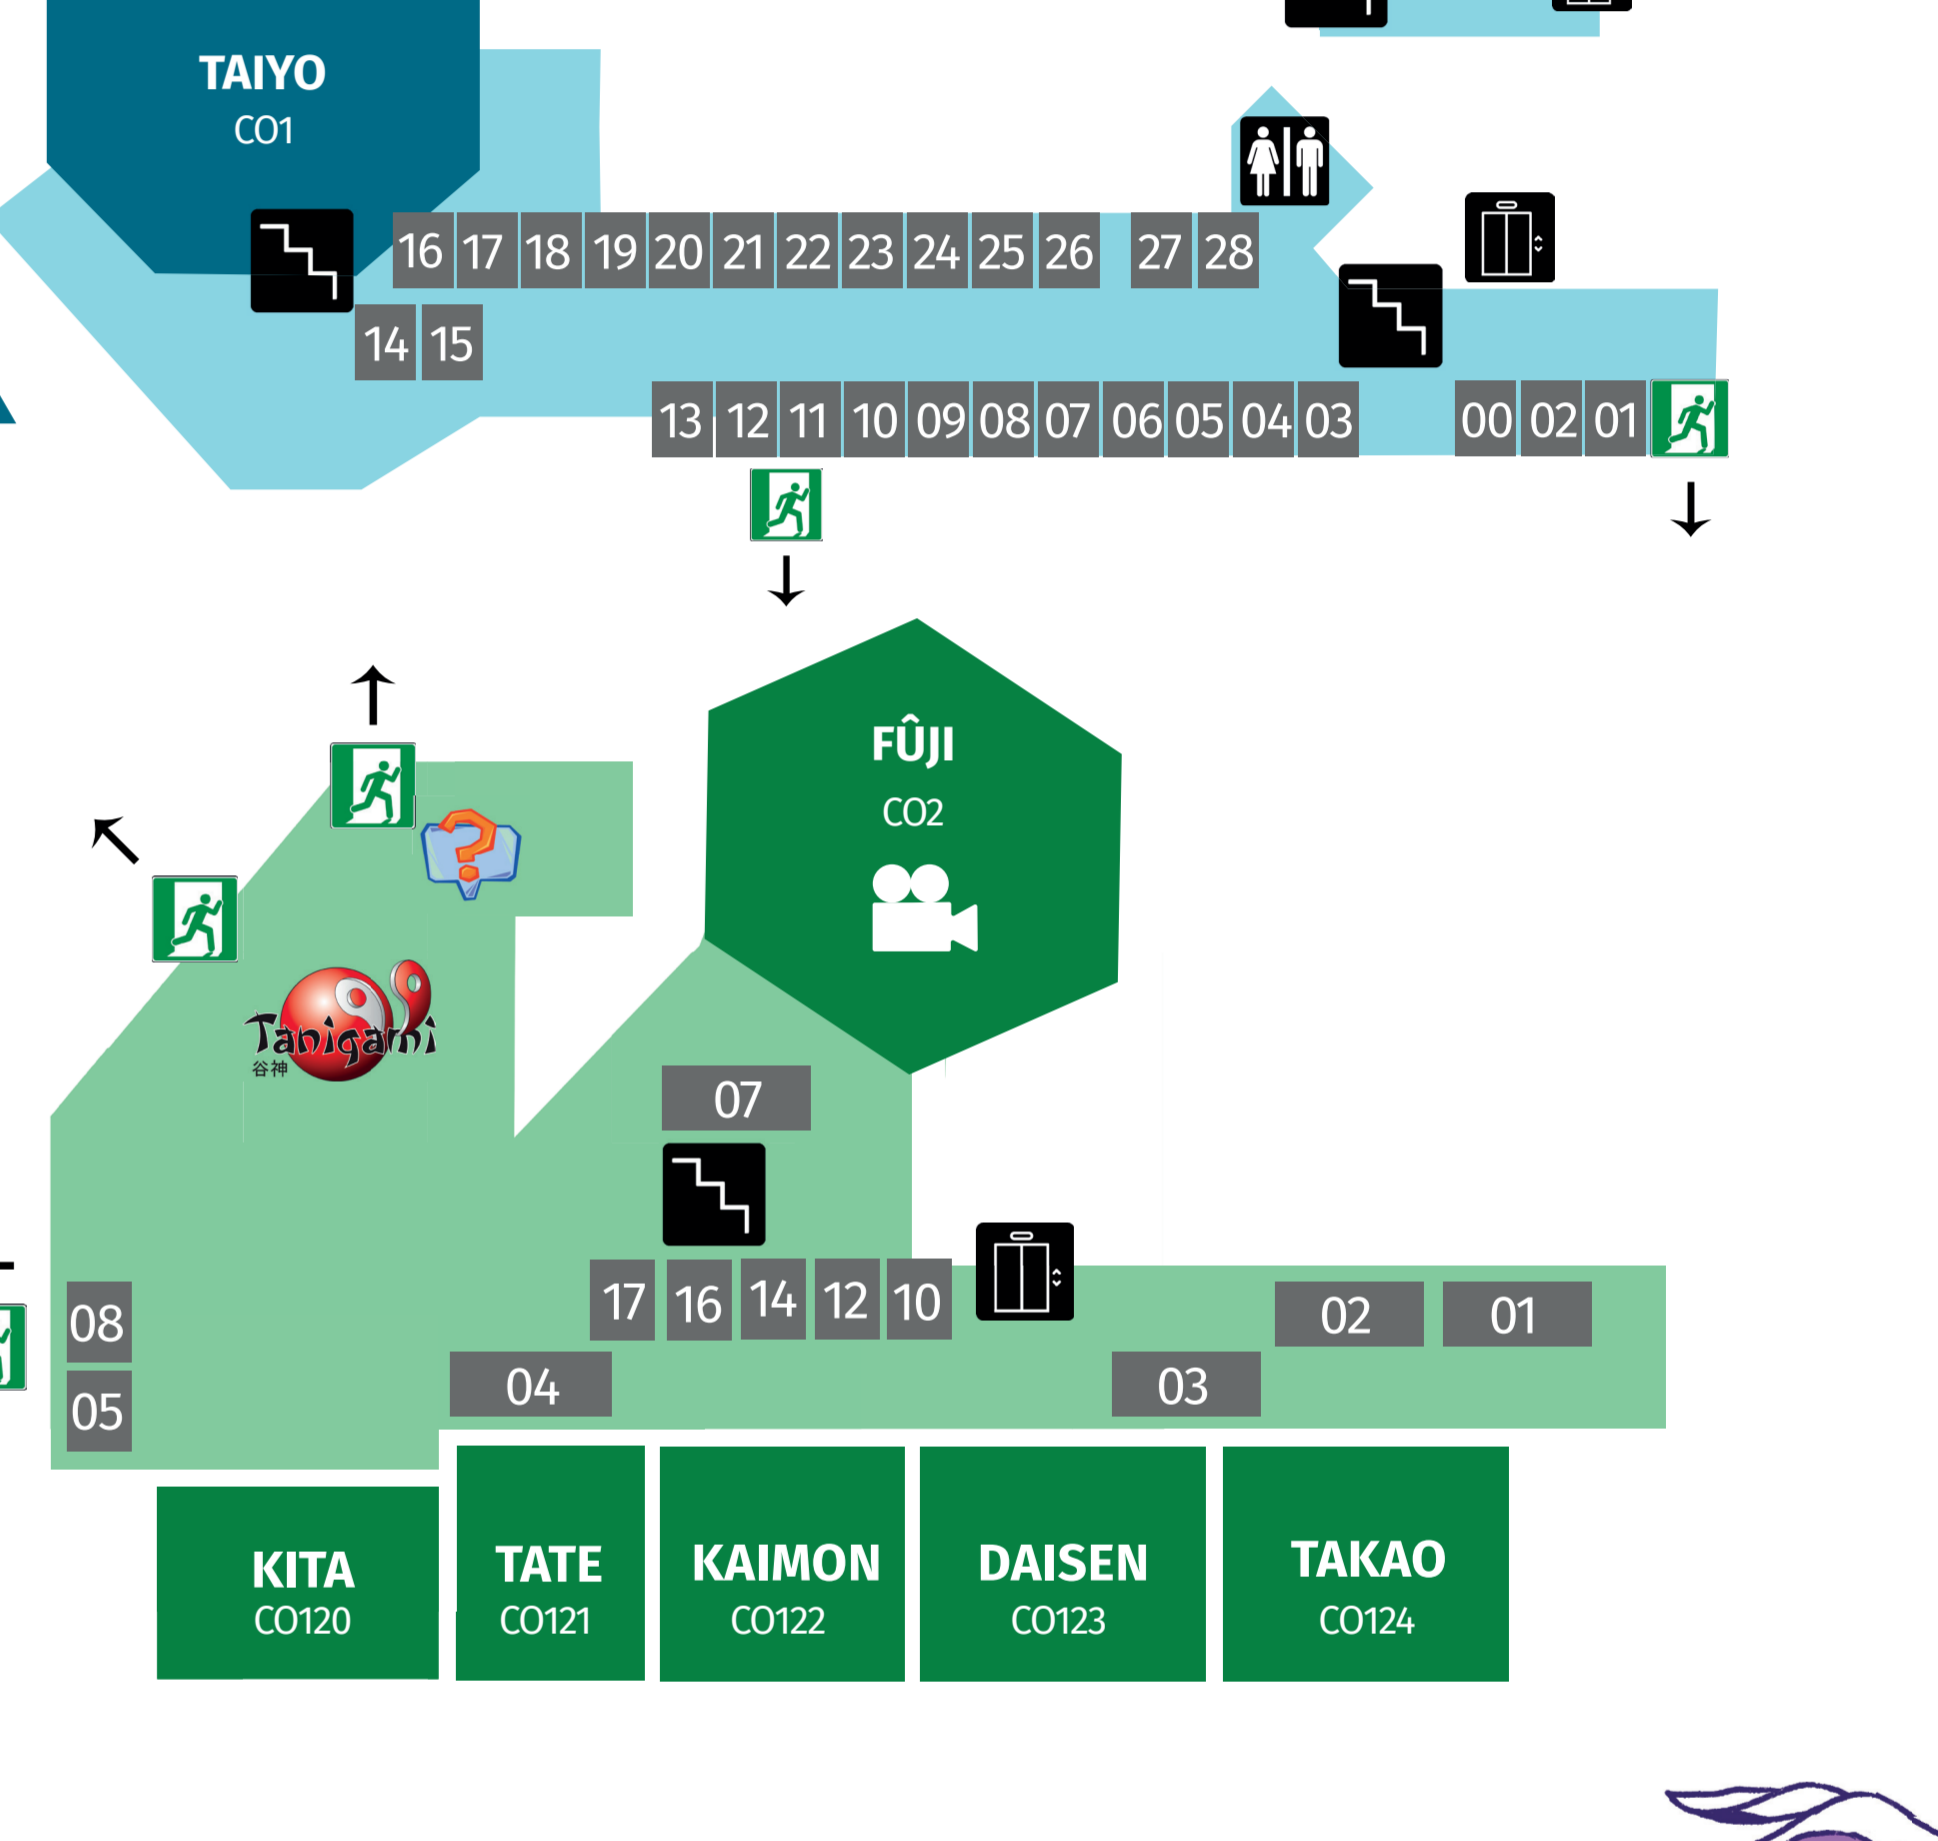 TAIYO
CO1
16 17 18 19 20 21 22 23 24 25 26 27 28
14 15
13 12 11 10 09 08 07 06 05 04 03 00 02 01
FÛJI
CO2
?
Tanigami
谷神
07
17 16 14 12 10
08
02 01
04
03
05
KITA
CO120
TATE
CO121
KAIMON
CO122
DAISEN
CO123
TAKAO
CO124